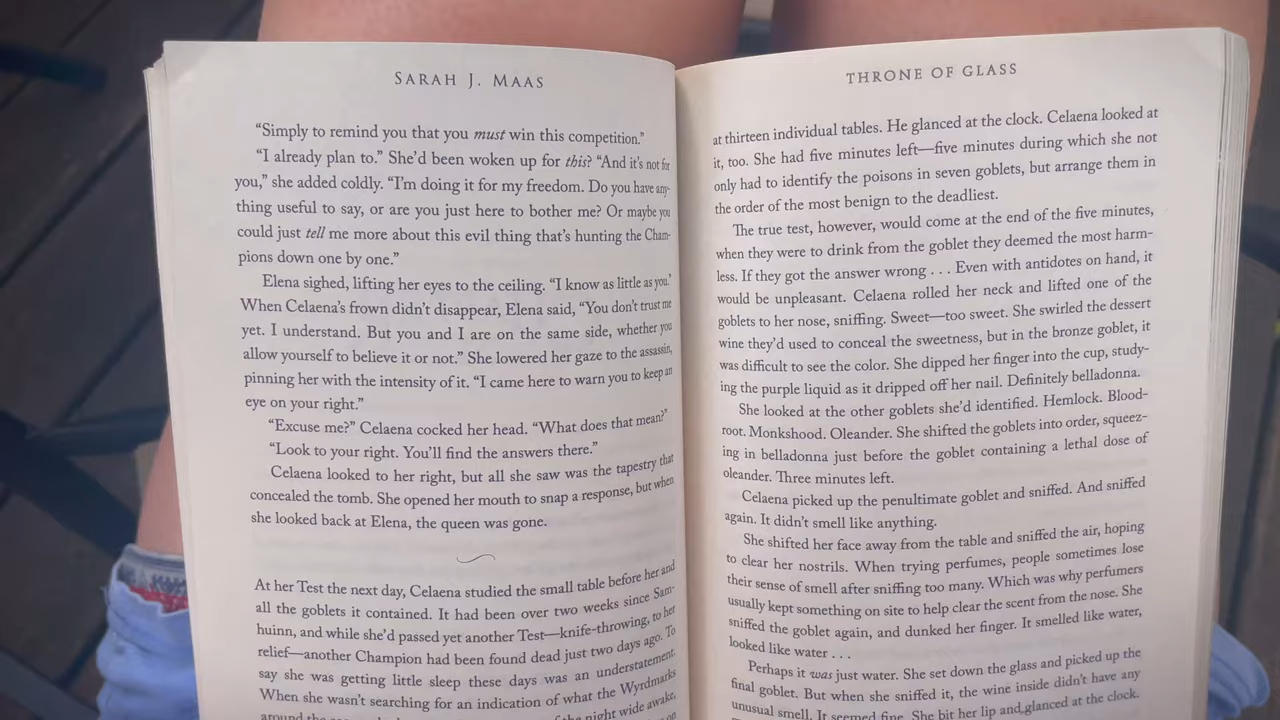 SARAH J. MAAS
“Simply to remind you that you must win this competition.”
“I already plan to.” She’d been woken up for this? “And it’s not for
you,” she added coldly. “I’m doing it for my freedom. Do you have any-
thing useful to say, or are you just here to bother me? Or maybe you
could just tell me more about this evil thing that’s hunting the Cham-
pions down one by one.”
Elena sighed, lifting her eyes to the ceiling. “I know as little as you.”
When Celaena’s frown didn’t disappear, Elena said, “You don’t trust me
yet. I understand. But you and I are on the same side, whether you
allow yourself to believe it or not.” She lowered her gaze to the assassin,
pinning her with the intensity of it. “I came here to warn you to keep an
eye on your right.”
“Excuse me?” Celaena cocked her head. “What does that mean?”
“Look to your right. You’ll find the answers there.”
Celaena looked to her right, but all she saw was the tapestry that
concealed the tomb. She opened her mouth to snap a response, but when
she looked back at Elena, the queen was gone.
At her Test the next day, Celaena studied the small table before her and
all the goblets it contained. It had been over two weeks since Sam-
huinn, and while she’d passed yet another Test—knife-throwing, to her
relief—another Champion had been found dead just two days ago. To
say she was getting little sleep these days was an understatement.
When she wasn’t searching for an indication of what the Wyrdmarks
around the night wide awake,
THRONE OF GLASS
at thirteen individual tables. He glanced at the clock. Celaena looked at
it, too. She had five minutes left—five minutes during which she not
only had to identify the poisons in seven goblets, but arrange them in
the order of the most benign to the deadliest.
The true test, however, would come at the end of the five minutes,
when they were to drink from the goblet they deemed the most harm-
less. If they got the answer wrong . . . Even with antidotes on hand, it
would be unpleasant. Celaena rolled her neck and lifted one of the
goblets to her nose, sniffing. Sweet—too sweet. She swirled the dessert
wine they’d used to conceal the sweetness, but in the bronze goblet, it
was difficult to see the color. She dipped her finger into the cup, study-
ing the purple liquid as it dripped off her nail. Definitely belladonna.
She looked at the other goblets she’d identified. Hemlock. Blood-
root. Monkshood. Oleander. She shifted the goblets into order, squeez-
ing in belladonna just before the goblet containing a lethal dose of
oleander. Three minutes left.
Celaena picked up the penultimate goblet and sniffed. And sniffed
again. It didn’t smell like anything.
She shifted her face away from the table and sniffed the air, hoping
to clear her nostrils. When trying perfumes, people sometimes lose
their sense of smell after sniffing too many. Which was why perfumers
usually kept something on site to help clear the scent from the nose. She
sniffed the goblet again, and dunked her finger. It smelled like water,
looked like water . . .
Perhaps it was just water. She set down the glass and picked up the
final goblet. But when she sniffed it, the wine inside didn’t have any
unusual smell. It seemed fine. She bit her lip and glanced at the clock.